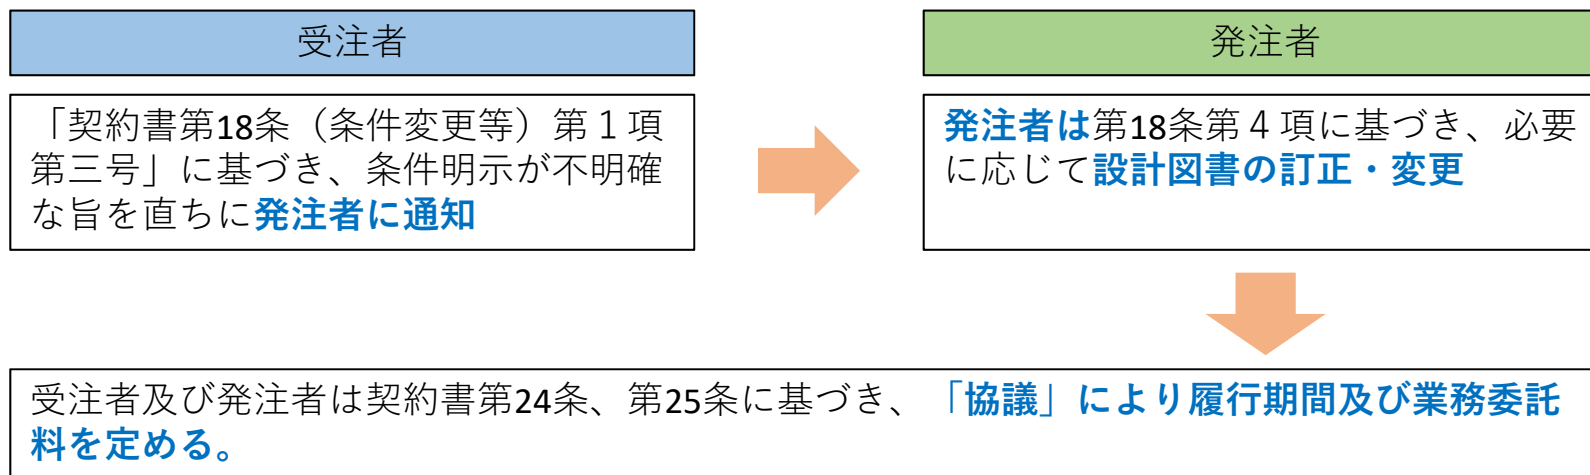 受注者
発注者
「契約書第18条（条件変更等）第１項
第三号」に基づき、条件明示が不明確
な旨を直ちに発注者に通知
発注者は第18条第４項に基づき、必要
に応じて設計図書の訂正・変更
受注者及び発注者は契約書第24条、第25条に基づき、「協議」により履行期間及び業務委託
料を定める。